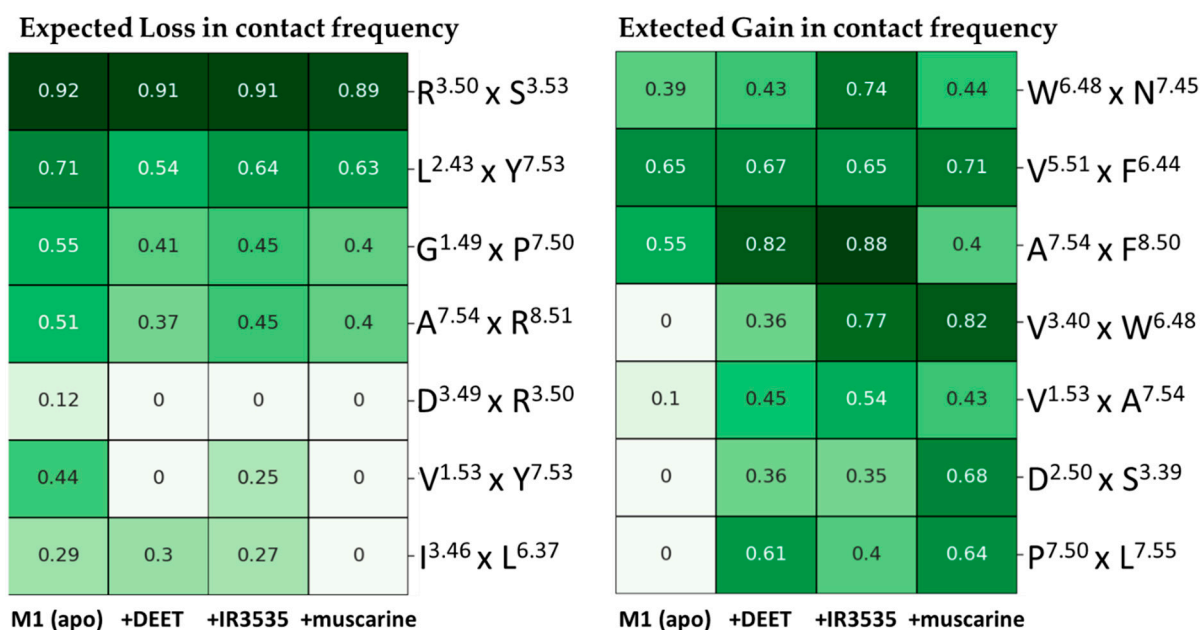 Expected Loss in contact frequency
0.92 0.91 0.91 0.89 R³·⁵⁰ x S³·⁵³
0.71 0.54 0.64 0.63 L²·⁴³ x Y⁷·⁵³
0.55 0.41 0.45 0.4 G¹·⁴⁹ x P⁷·⁵⁰
0.51 0.37 0.45 0.4 A⁷·⁵⁴ x R⁸·⁵¹
0.12 0 0 0 D³·⁴⁹ x R³·⁵⁰
0.44 0 0.25 0 V¹·⁵³ x Y⁷·⁵³
0.29 0.3 0.27 0 I³·⁴⁶ x L⁶·³⁷
M1 (apo) +DEET +IR3535 +muscarine
Extected Gain in contact frequency
0.39 0.43 0.74 0.44 W⁶·⁴⁸ x N⁷·⁴⁵
0.65 0.67 0.65 0.71 V⁵·⁵¹ x F⁶·⁴⁴
0.55 0.82 0.88 0.4 A⁷·⁵⁴ x F⁸·⁵⁰
0 0.36 0.77 0.82 V³·⁴⁰ x W⁶·⁴⁸
0.1 0.45 0.54 0.43 V¹·⁵³ x A⁷·⁵⁴
0 0.36 0.35 0.68 D²·⁵⁰ x S³·³⁹
0 0.61 0.4 0.64 P⁷·⁵⁰ x L⁷·⁵⁵
M1 (apo) +DEET +IR3535 +muscarine